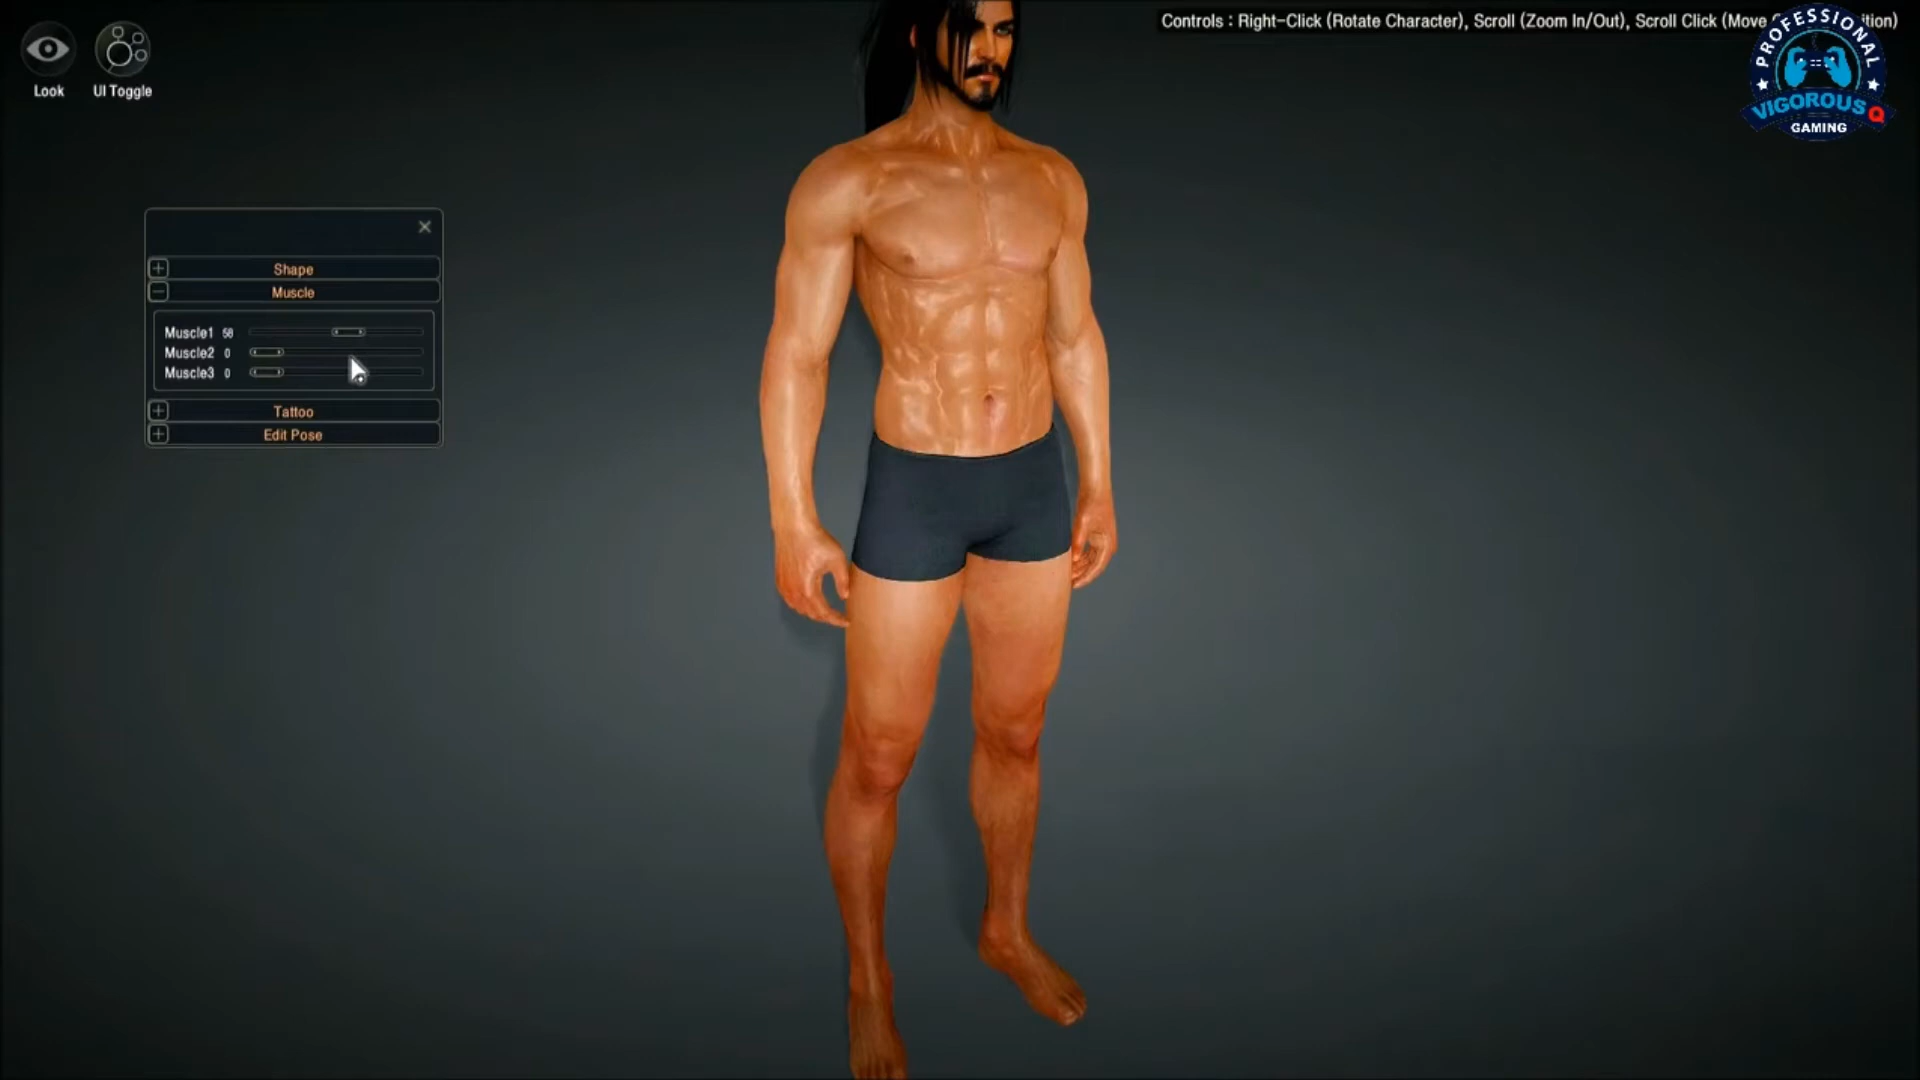 Controls : Right-Click (Rotate Character), Scroll (Zoom In/Out), Scroll Click (Move
PROFESSIONAL
VIGOROUS Q
GAMING
Look
UI Toggle
Shape
Muscle
Muscle1 58
Muscle2 0
Muscle3 0
Tattoo
Edit Pose